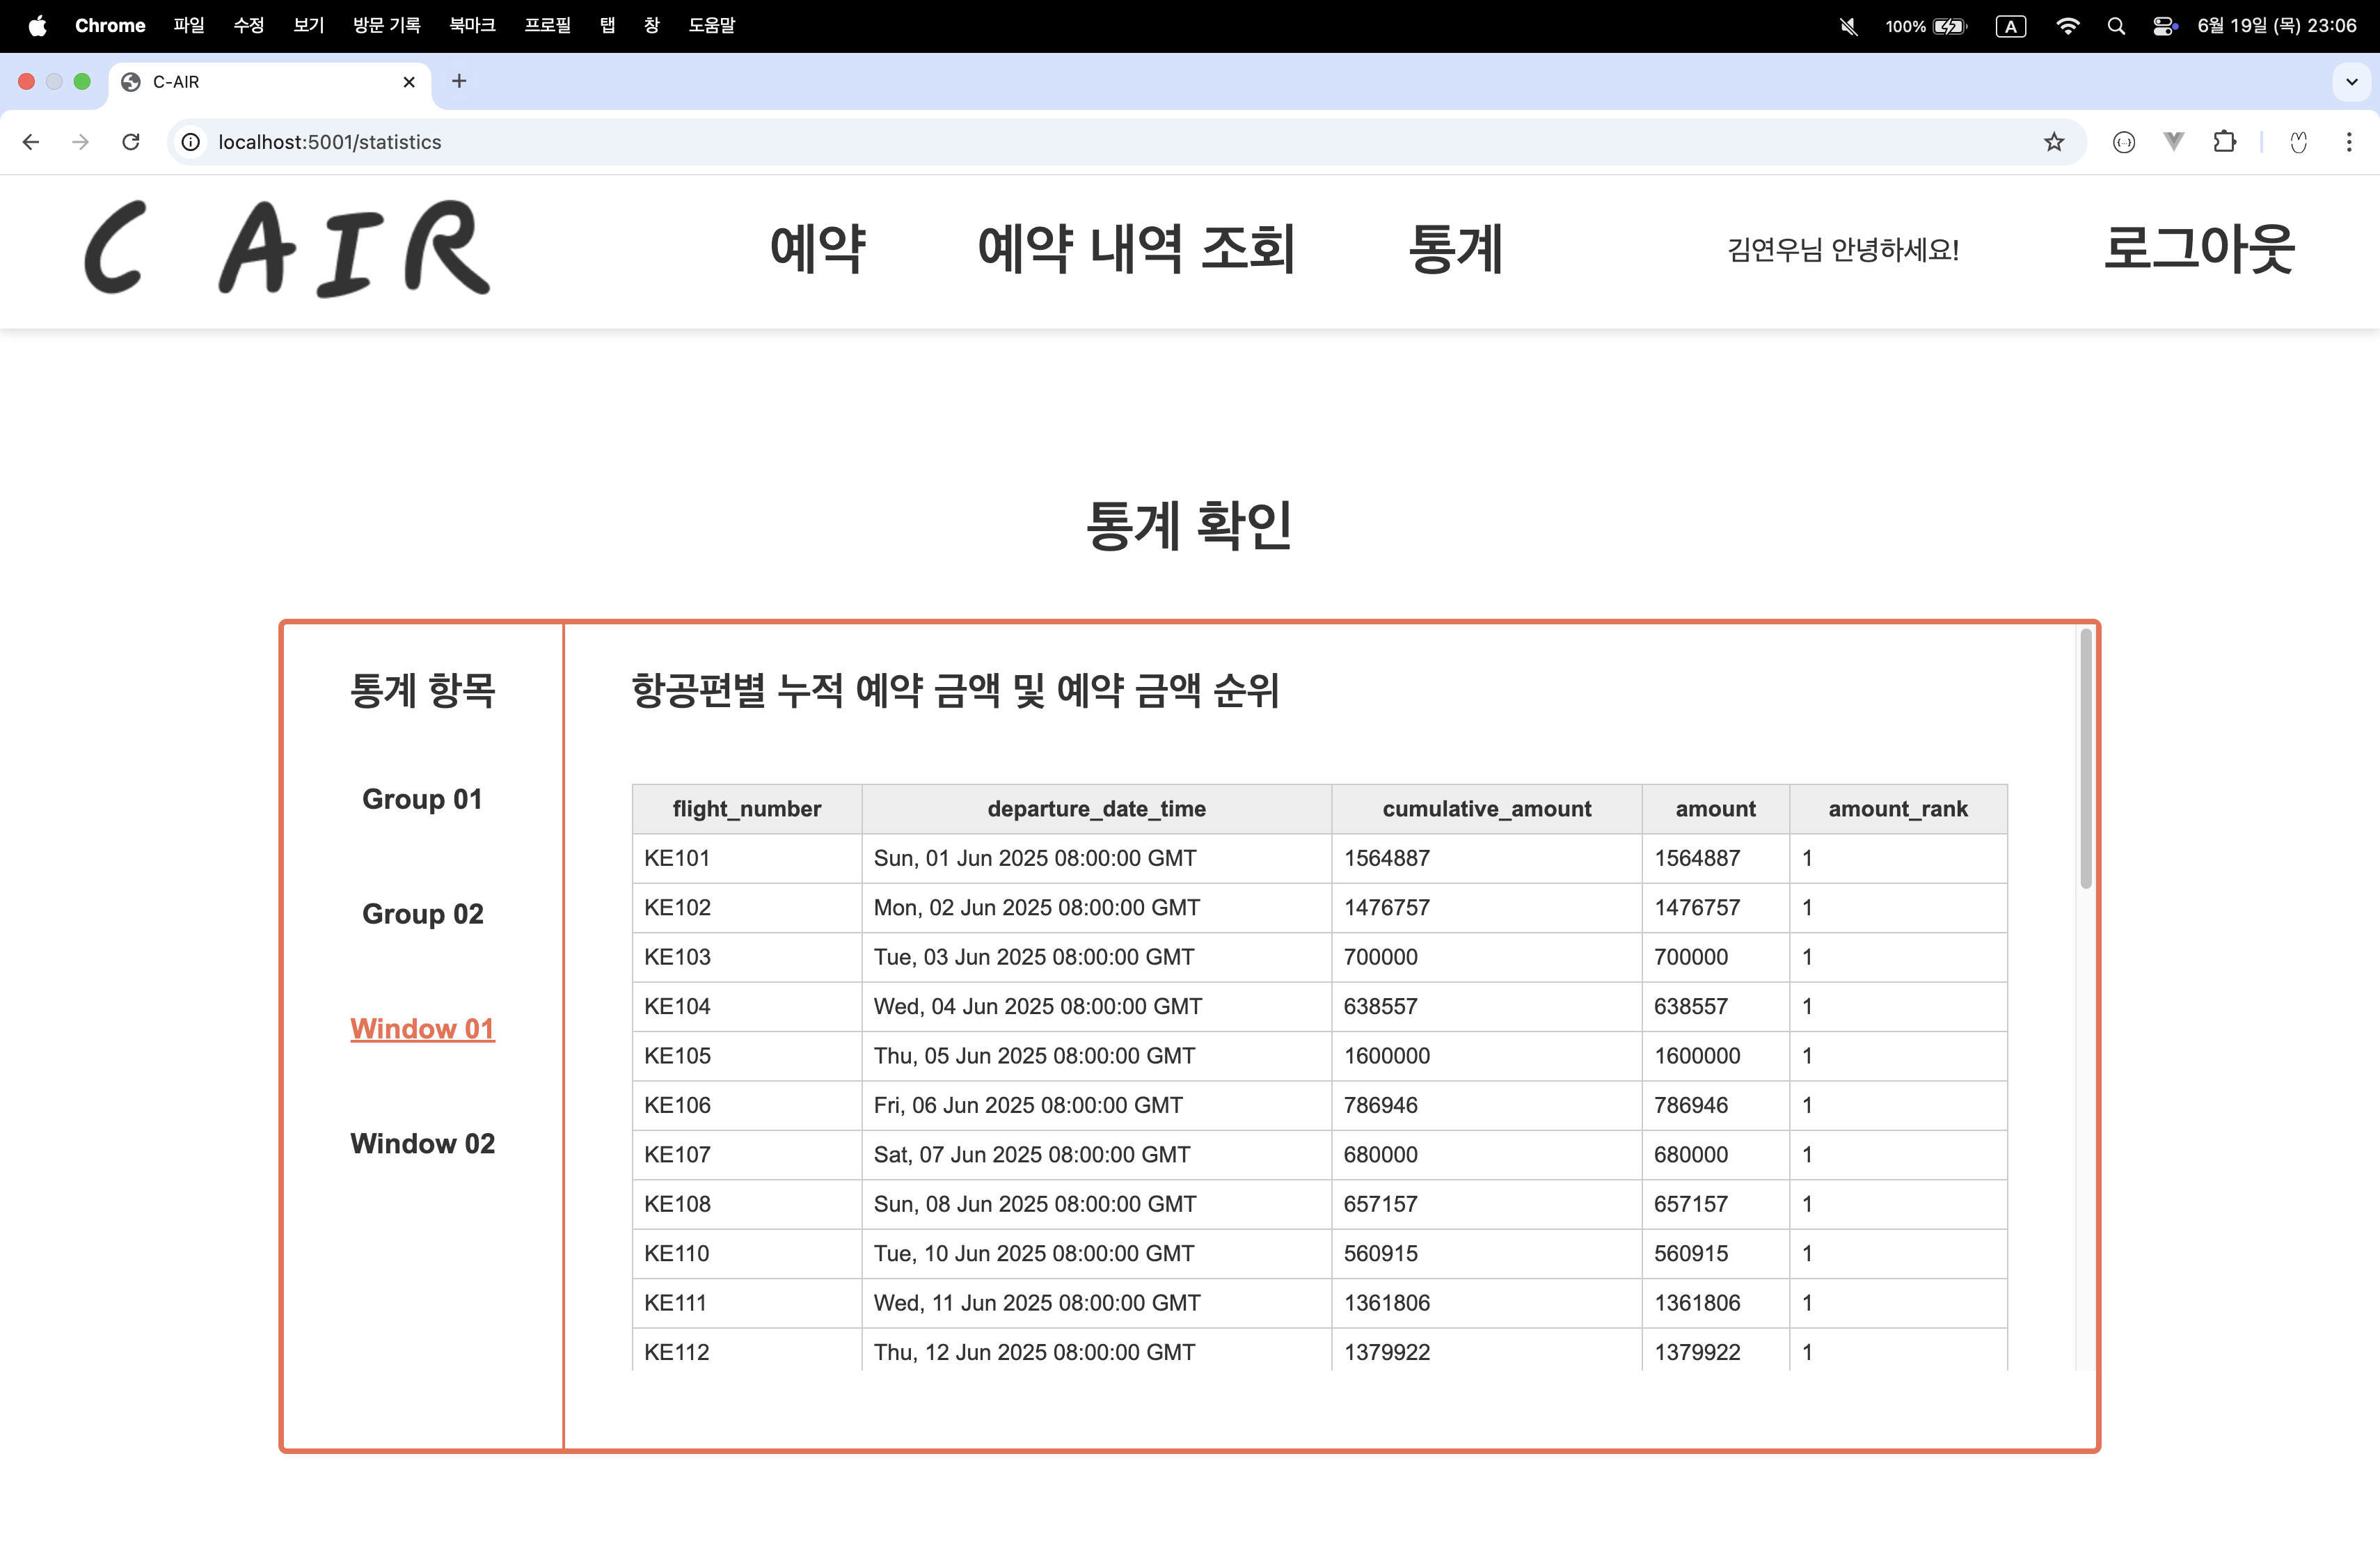 Chrome 파일 수정 보기 방문 기록 북마크 프로필 탭 창 도움말 100% A 6월 19일 (목) 23:06
C-AIR
localhost:5001/statistics
C AIR 예약 예약 내역 조회 통계 김연우님 안녕하세요! 로그아웃
통계 확인
통계 항목
Group 01
Group 02
Window 01
Window 02
항공편별 누적 예약 금액 및 예약 금액 순위
flight_number departure_date_time cumulative_amount amount amount_rank
KE101 Sun, 01 Jun 2025 08:00:00 GMT 1564887 1564887 1
KE102 Mon, 02 Jun 2025 08:00:00 GMT 1476757 1476757 1
KE103 Tue, 03 Jun 2025 08:00:00 GMT 700000 700000 1
KE104 Wed, 04 Jun 2025 08:00:00 GMT 638557 638557 1
KE105 Thu, 05 Jun 2025 08:00:00 GMT 1600000 1600000 1
KE106 Fri, 06 Jun 2025 08:00:00 GMT 786946 786946 1
KE107 Sat, 07 Jun 2025 08:00:00 GMT 680000 680000 1
KE108 Sun, 08 Jun 2025 08:00:00 GMT 657157 657157 1
KE110 Tue, 10 Jun 2025 08:00:00 GMT 560915 560915 1
KE111 Wed, 11 Jun 2025 08:00:00 GMT 1361806 1361806 1
KE112 Thu, 12 Jun 2025 08:00:00 GMT 1379922 1379922 1